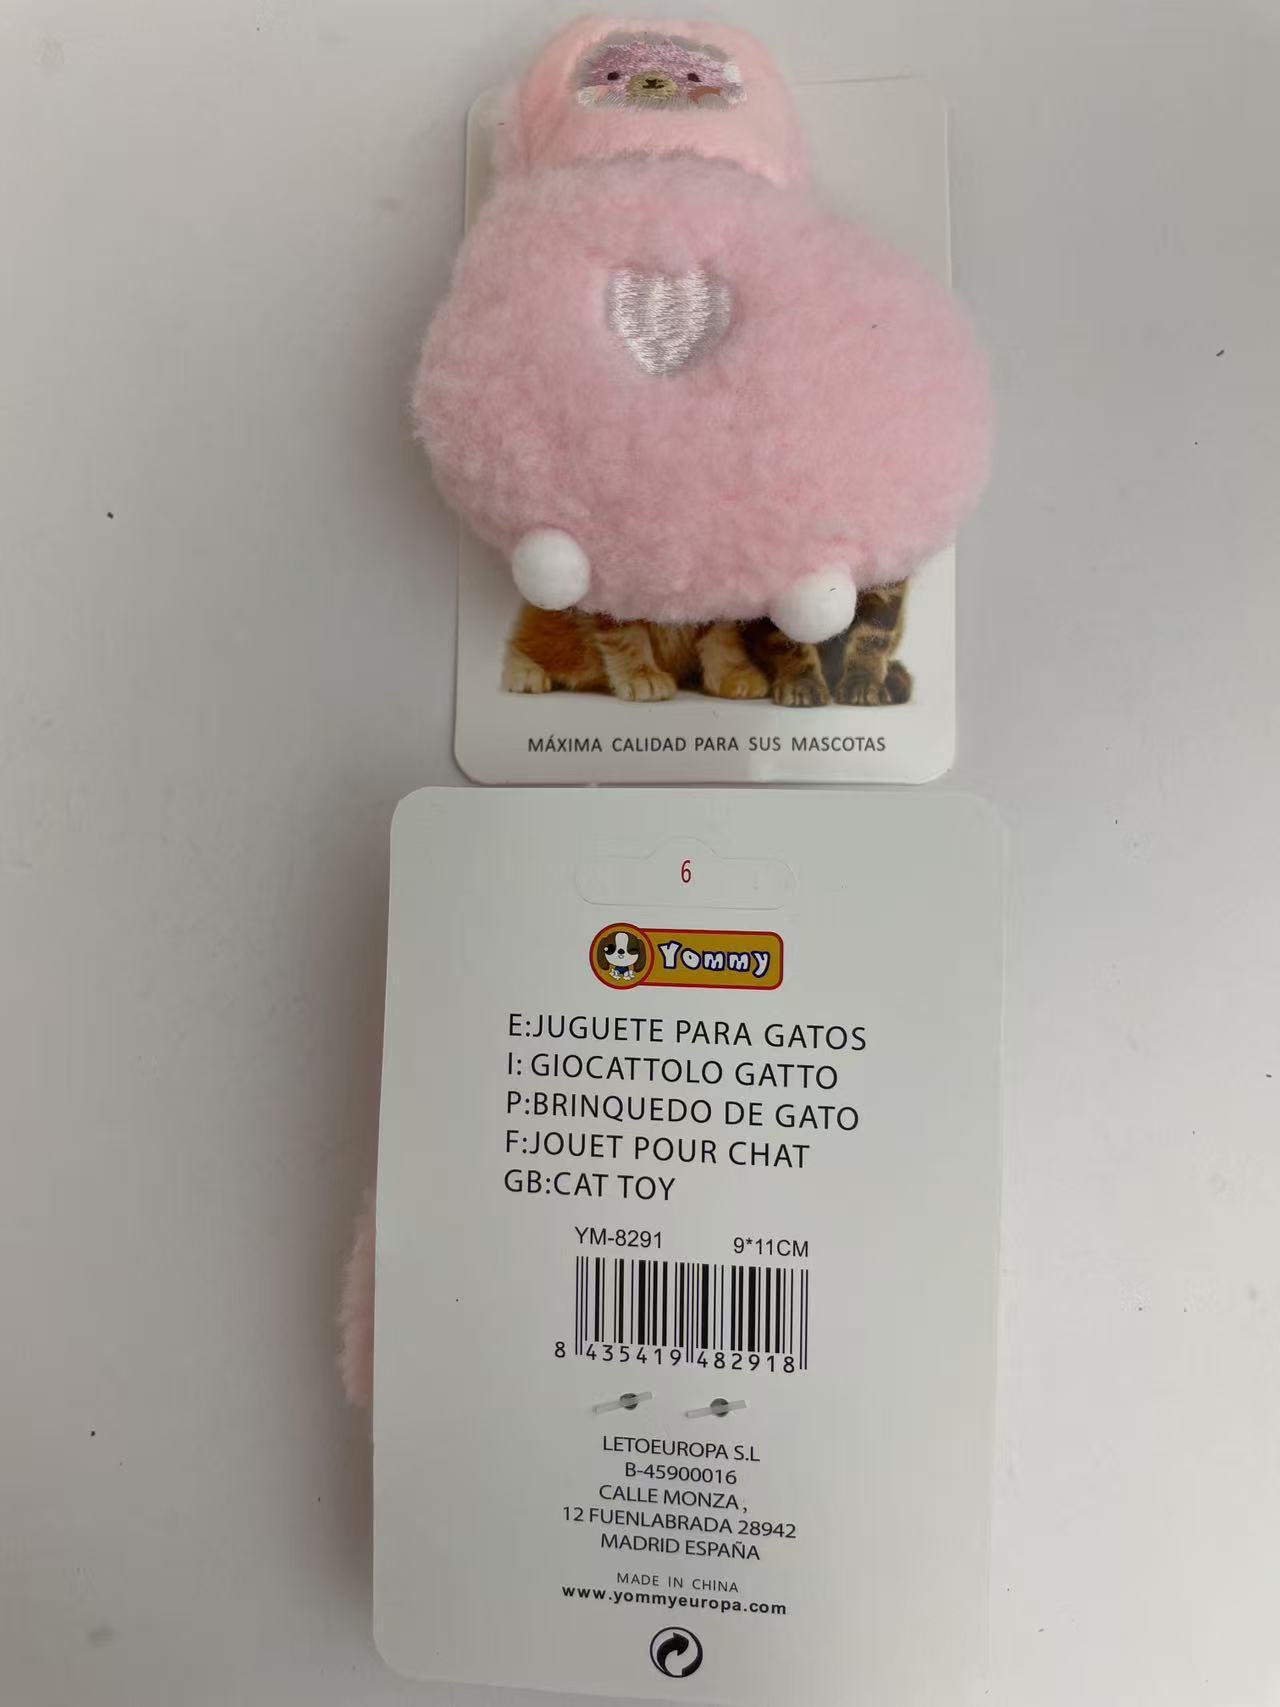 MÁXIMA CALIDAD PARA SUS MASCOTAS
6
Yommy
E:JUGUETE PARA GATOS
I: GIOCATTOLO GATTO
P:BRINQUEDO DE GATO
F:JOUET POUR CHAT
GB:CAT TOY
YM-8291 9*11CM
8 435419 482918
LETOEUROPA S.L
B-45900016
CALLE MONZA ,
12 FUENLABRADA 28942
MADRID ESPAÑA
MADE IN CHINA
www.yommyeuropa.com